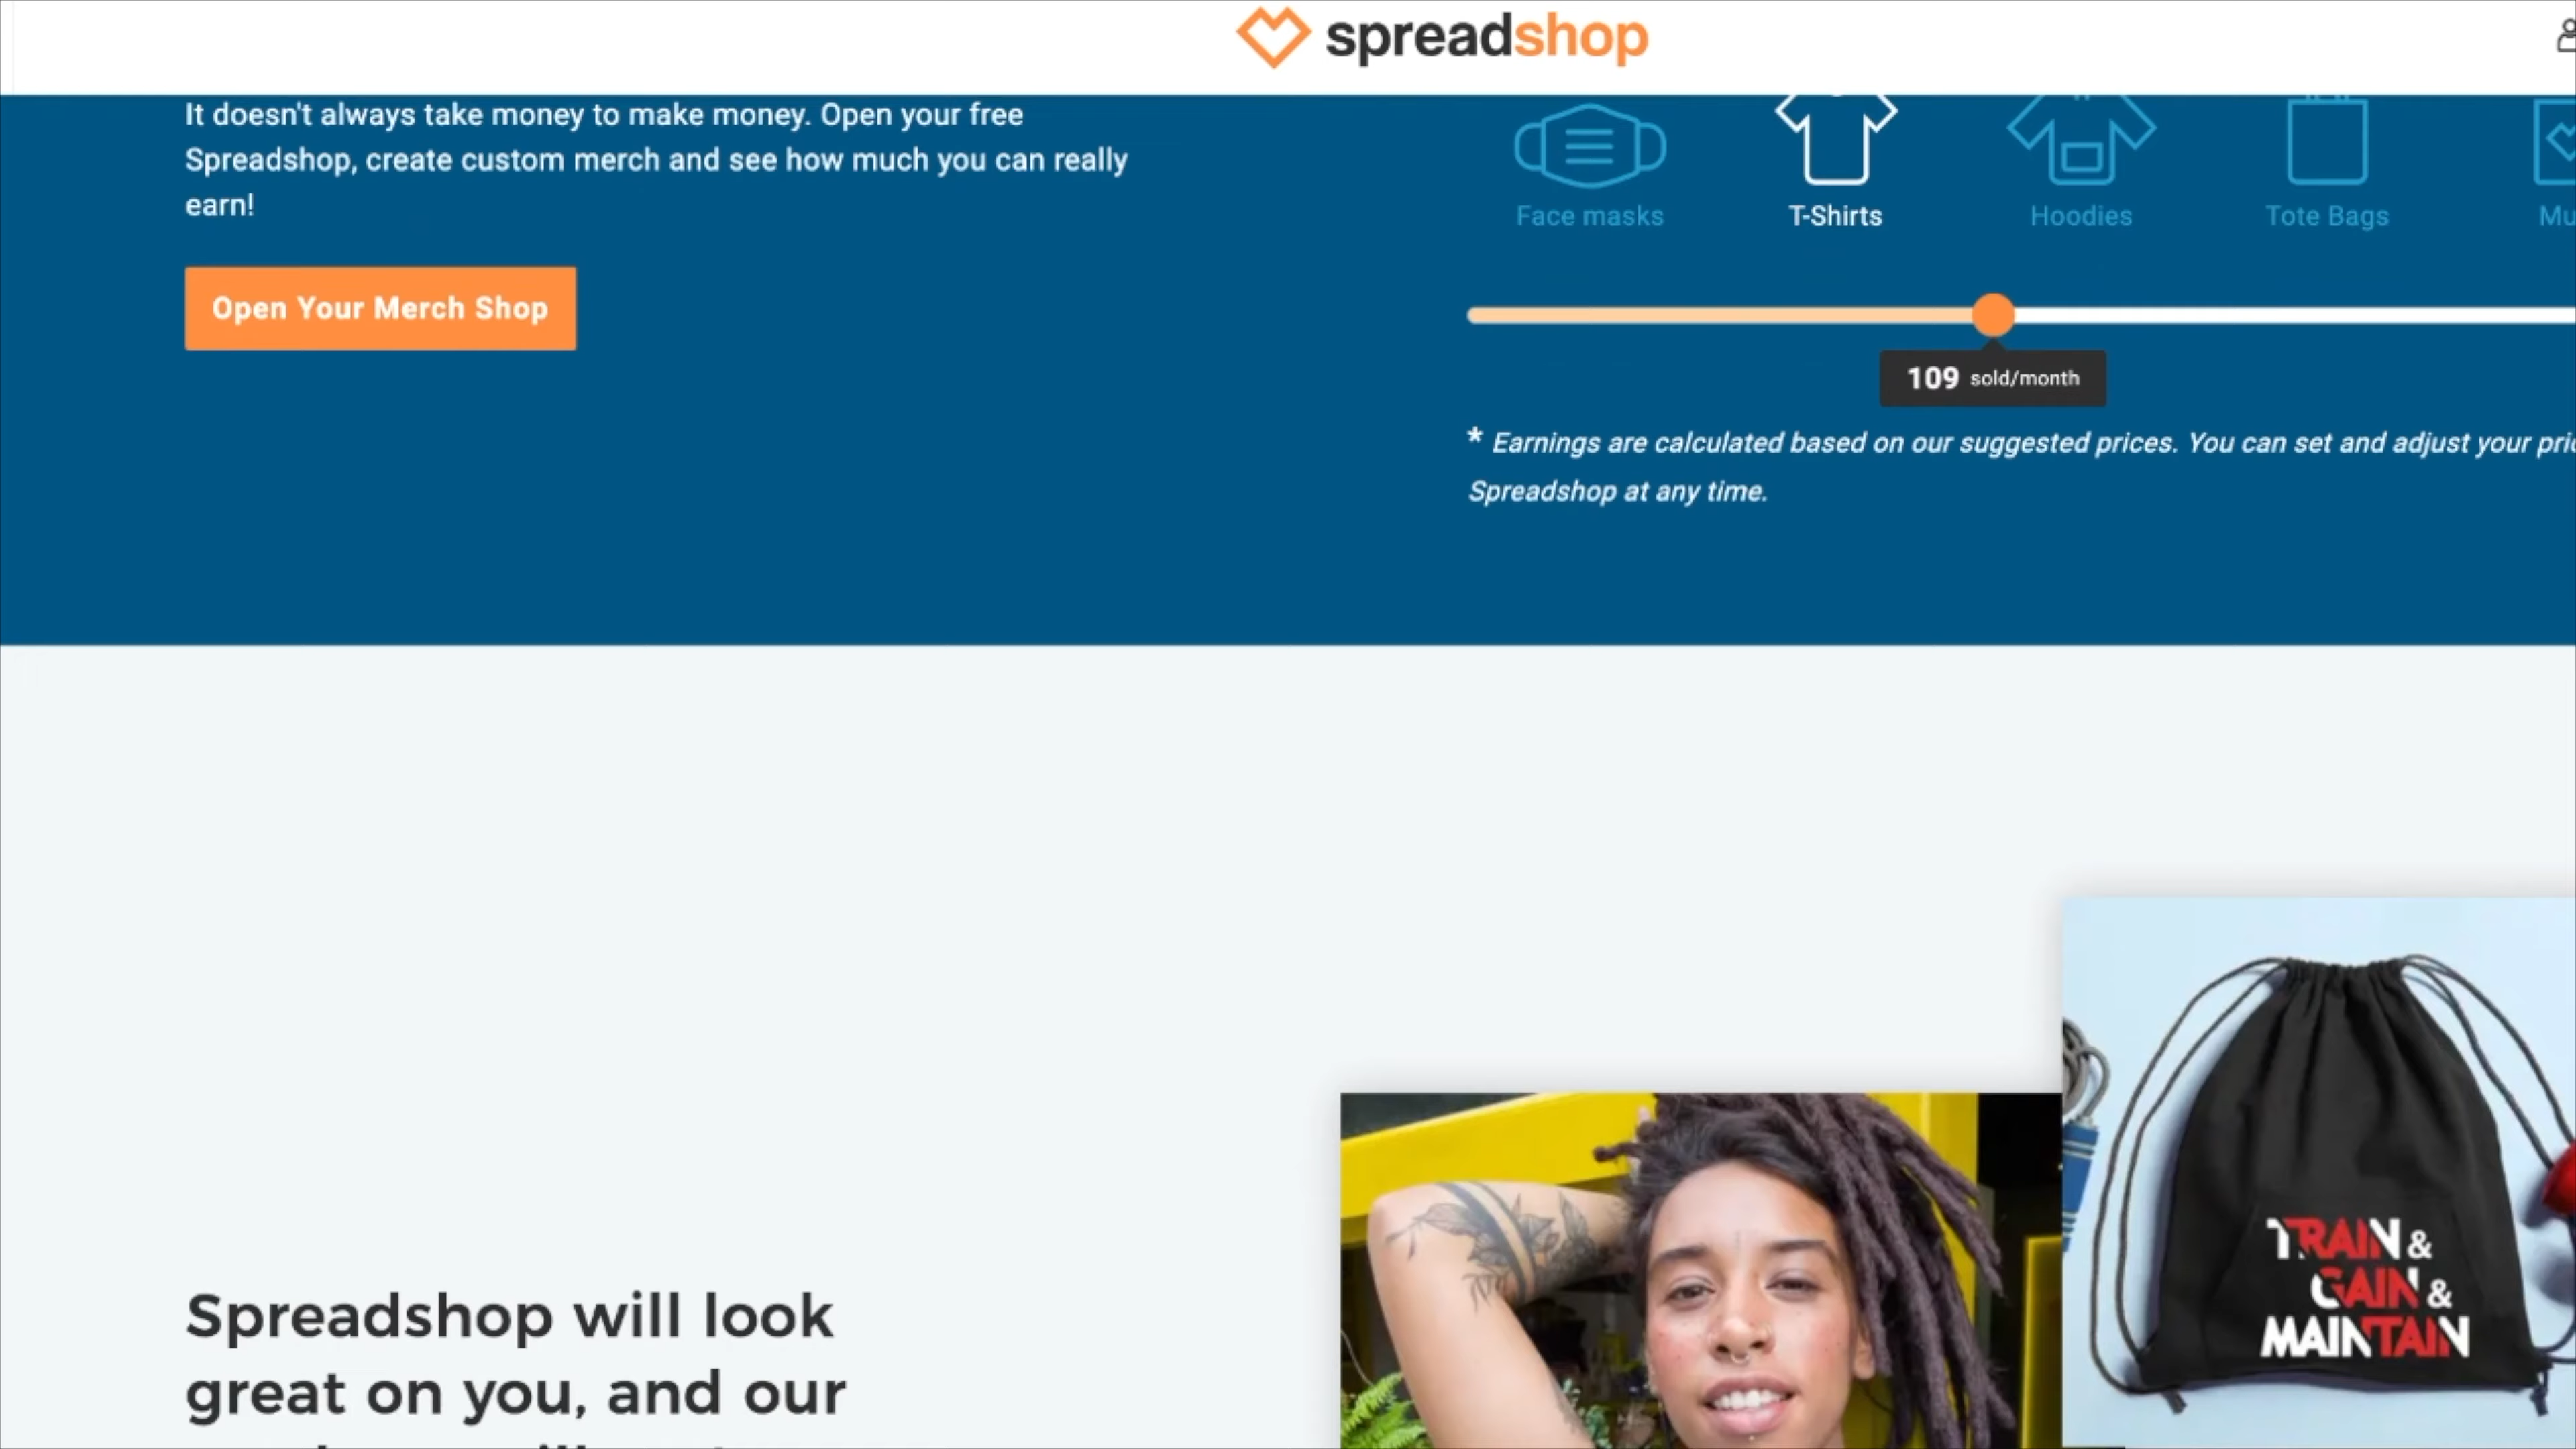 spreadshop
It doesn't always take money to make money. Open your free
Spreadshop, create custom merch and see how much you can really
earn!
Open Your Merch Shop
Face masks
T-Shirts
Hoodies
Tote Bags
109 sold/month
* Earnings are calculated based on our suggested prices. You can set and adjust your
Spreadshop at any time.
TRAIN &
GAIN &
MAINTAIN
Spreadshop will look
great on you, and our